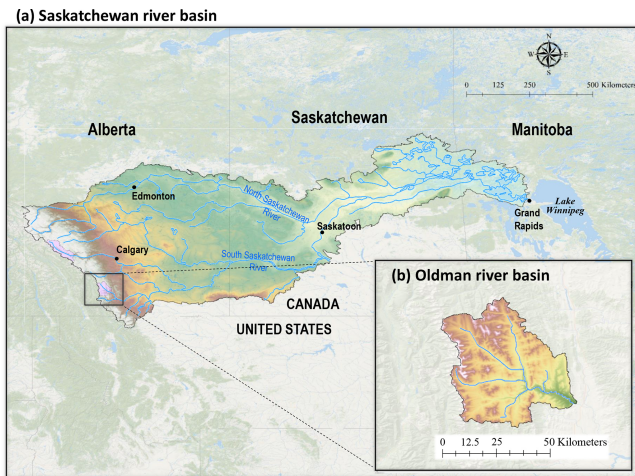 (a) Saskatchewan river basin
N
W
E
S
0 125 250 500 Kilometers
Alberta
Saskatchewan
Manitoba
Edmonton
North Saskatchewan
River
Saskatoon
Lake
Winnipeg
Grand
Rapids
Calgary
South Saskatchewan
River
CANADA
UNITED STATES
(b) Oldman river basin
0 12.5 25 50 Kilometers